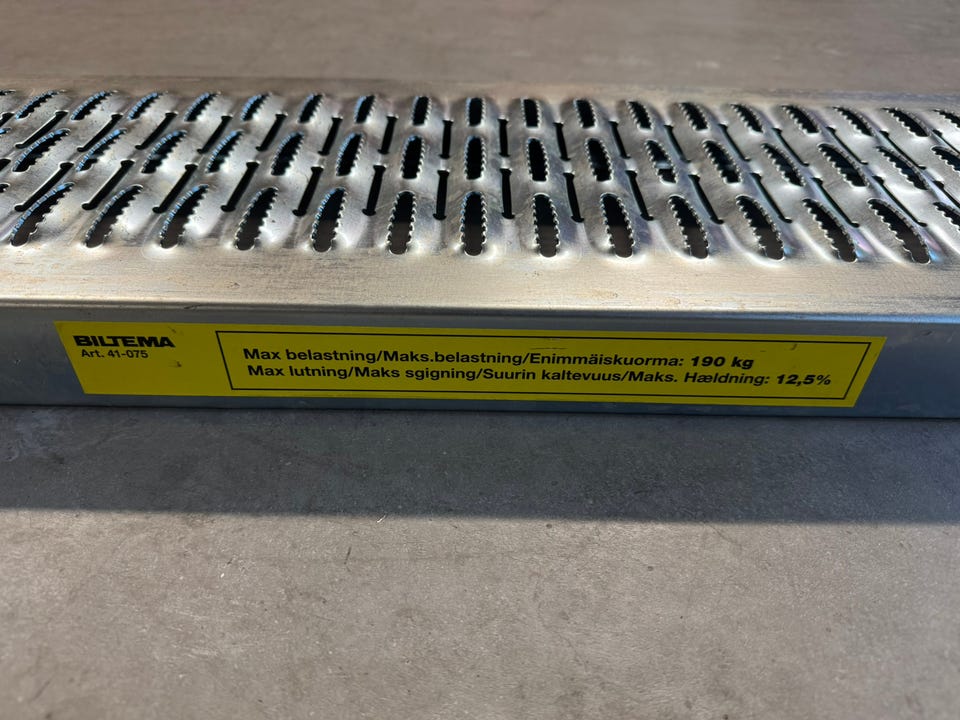 BILTEMA
Art. 41-075
Max belastning/Maks.belastning/Enimmäiskuorma: 190 kg
Max lutning/Maks sgigning/Suurin kaltevuus/Maks. Hældning: 12,5%